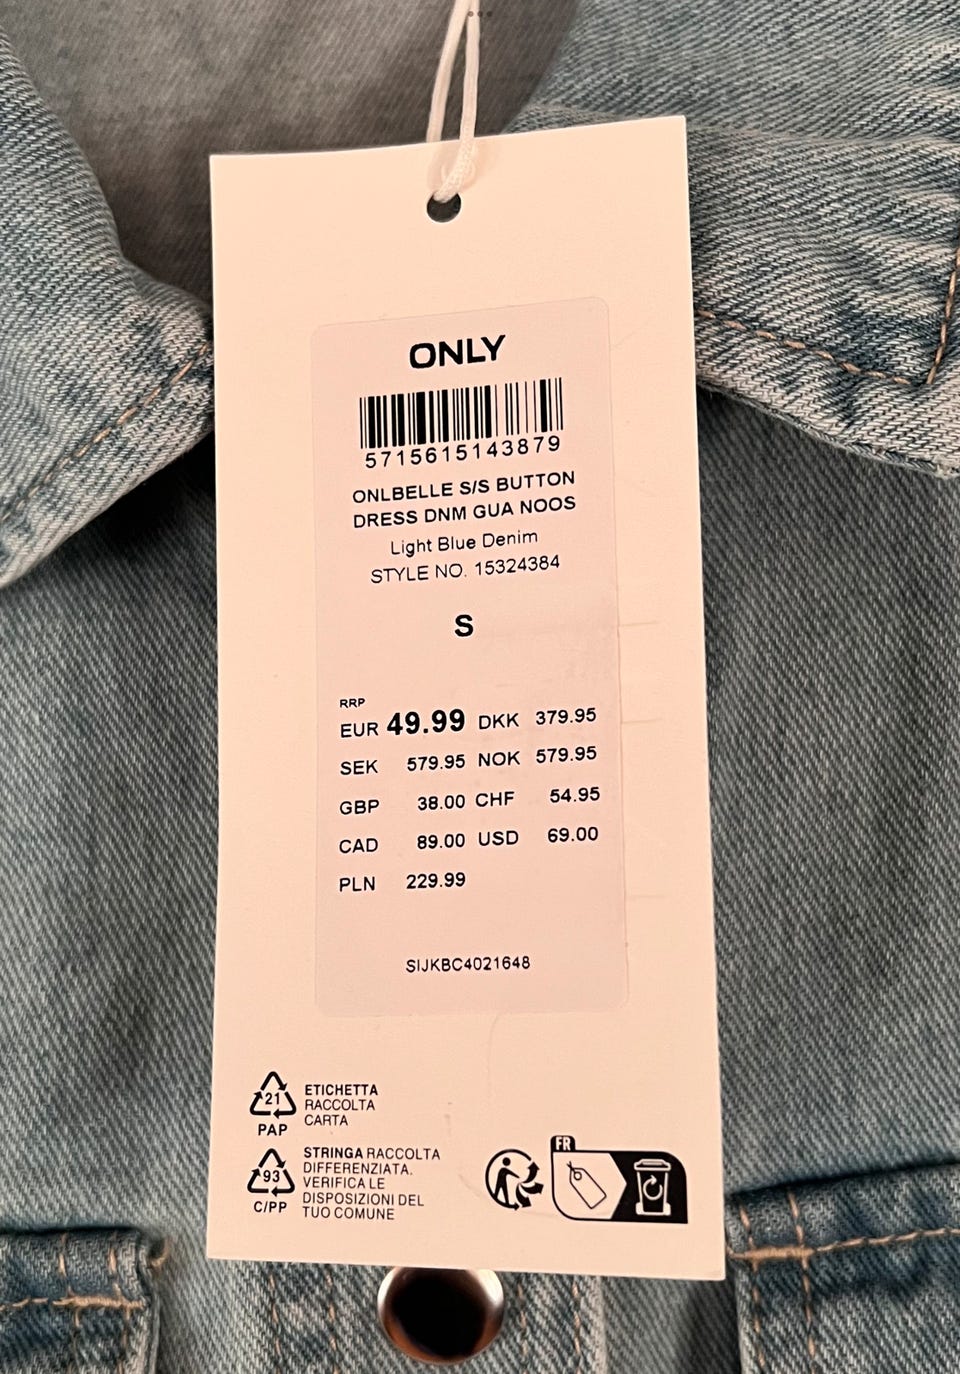 ONLY
5715615143879
ONLBELLE S/S BUTTON
DRESS DNM GUA NOOS
Light Blue Denim
STYLE NO. 15324384
S
RRP
EUR 49.99 DKK 379.95
SEK 579.95 NOK 579.95
GBP 38.00 CHF 54.95
CAD 89.00 USD 69.00
PLN 229.99
SIJKBC4021648
21
PAP
ETICHETTA
RACCOLTA
CARTA
93
C/PP
STRINGA RACCOLTA
DIFFERENZIATA.
VERIFICA LE
DISPOSIZIONI DEL
TUO COMUNE
FR